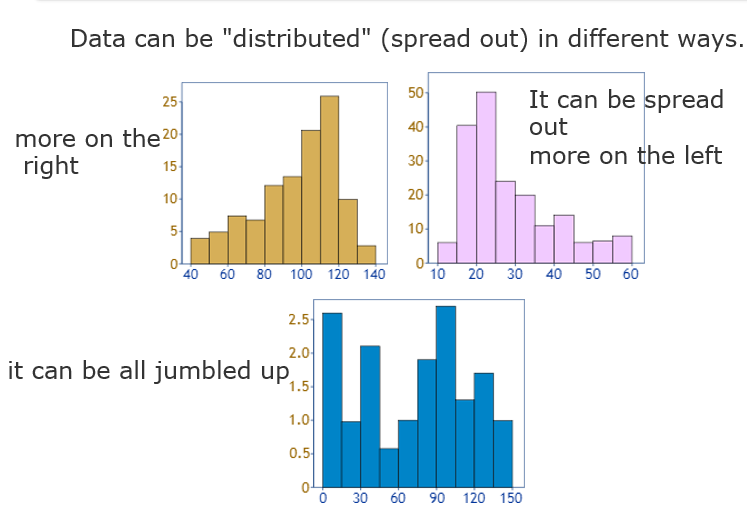 Data can be "distributed" (spread out) in different ways.
more on the
right
25
20
15
10
5
0
40 60 80 100 120 140
It can be spread
out
more on the left
50
40
30
20
10
0
10 20 30 40 50 60
it can be all jumbled up
2.5
2.0
1.5
1.0
0.5
0
0 30 60 90 120 150